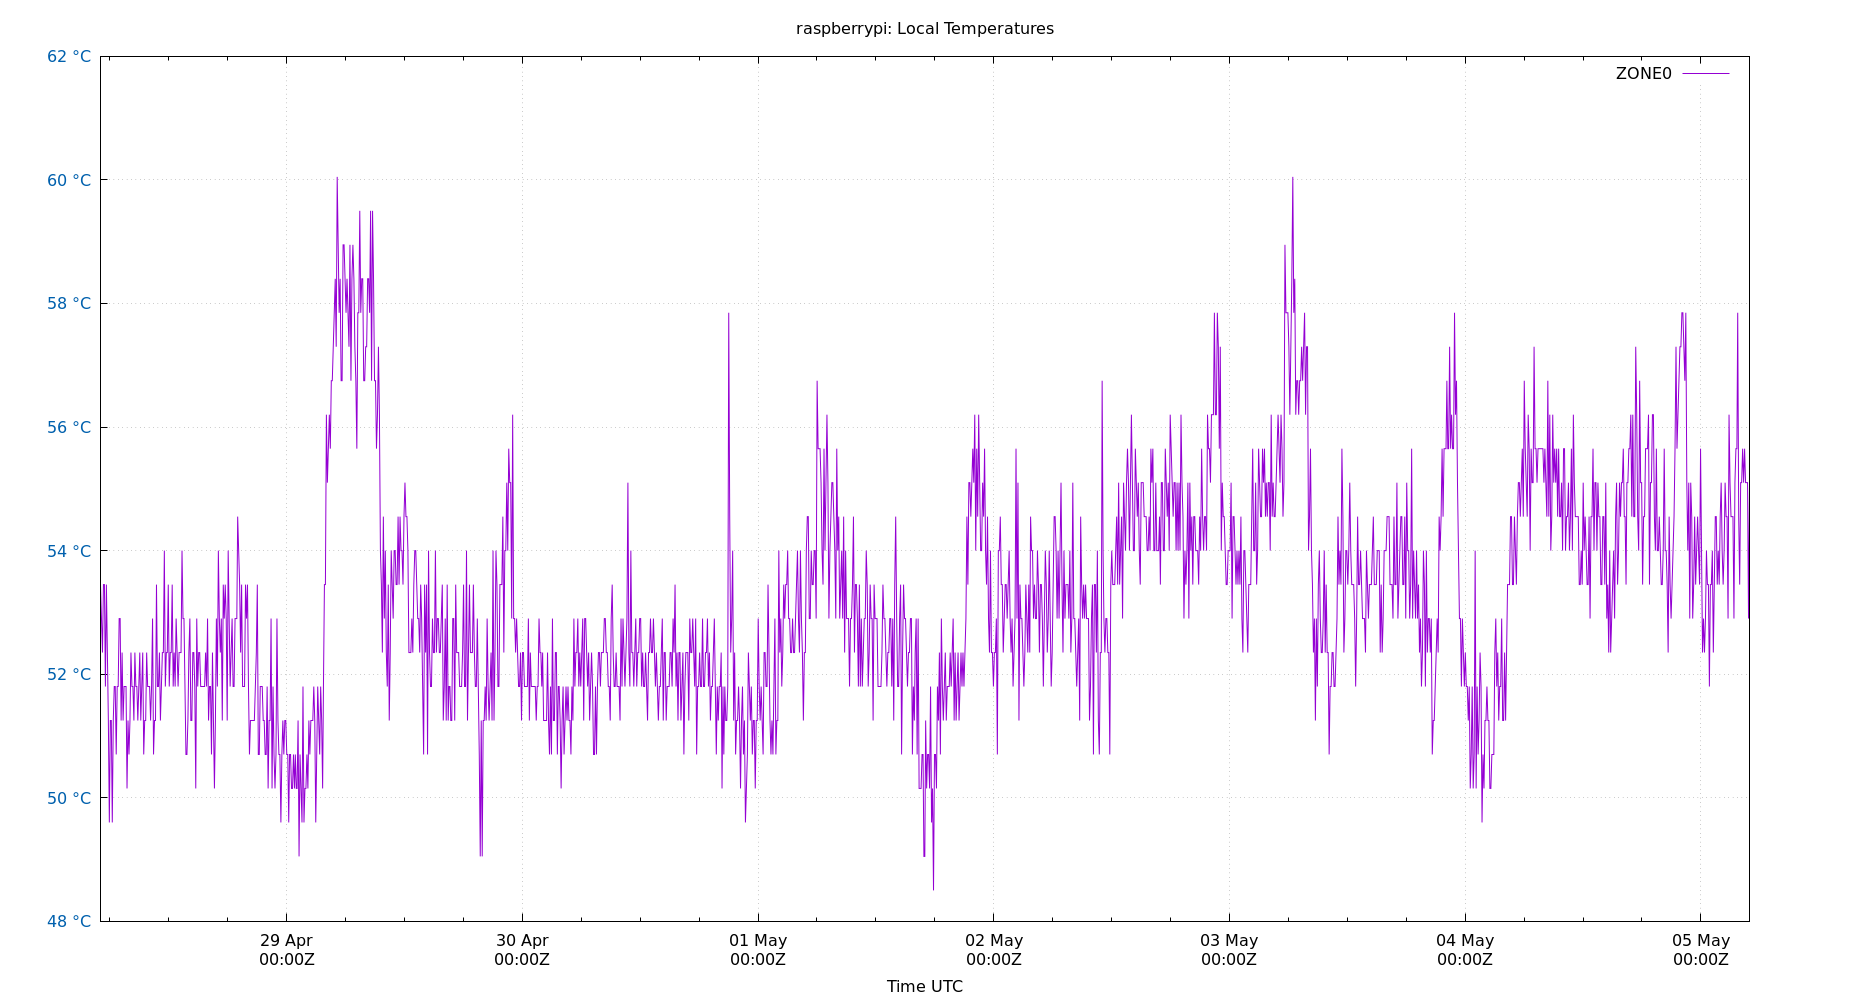 raspberrypi: Local Temperatures
ZONE0
62 °C
60 °C
58 °C
56 °C
54 °C
52 °C
50 °C
48 °C
29 Apr 30 Apr 01 May 02 May 03 May 04 May 05 May
00:00Z 00:00Z 00:00Z 00:00Z 00:00Z 00:00Z 00:00Z
Time UTC